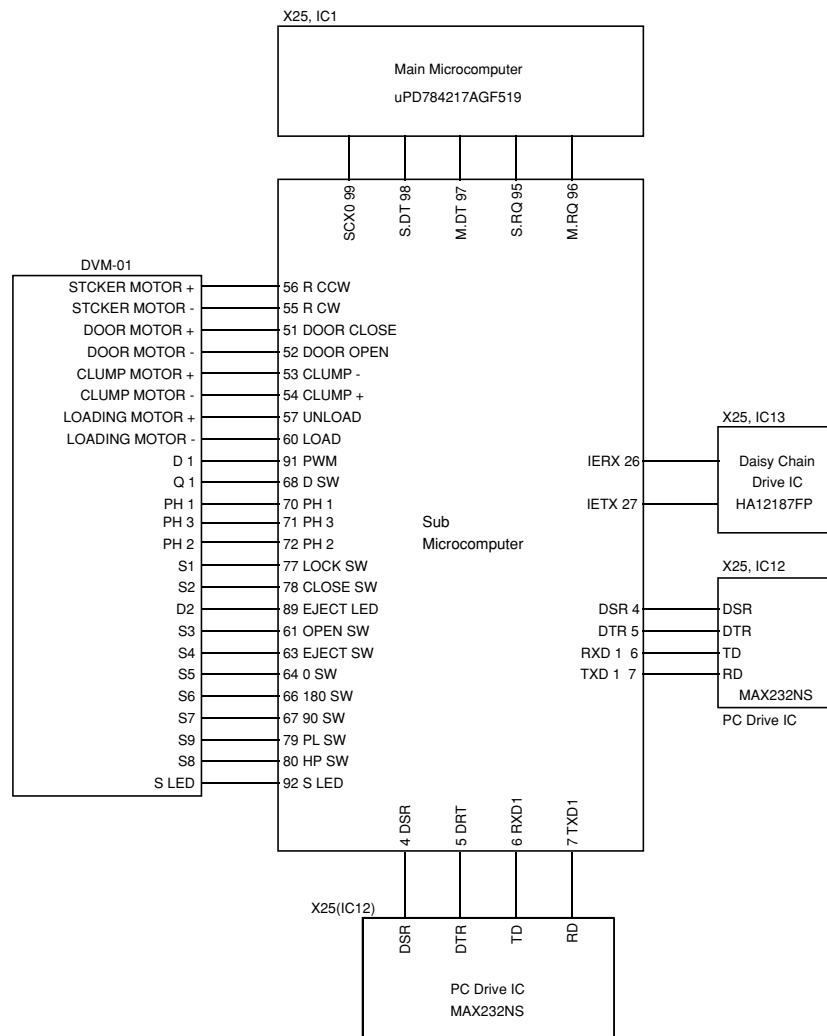 X25, IC1
Main Microcomputer
uPD784217AGF519
SCX0 99
S.DT 98
M.DT 97
S.RQ 95
M.RQ 96
DVM-01
STCKER MOTOR + 56 R CCW
STCKER MOTOR - 55 R CW
DOOR MOTOR + 51 DOOR CLOSE
DOOR MOTOR - 52 DOOR OPEN
CLUMP MOTOR + 53 CLUMP -
CLUMP MOTOR - 54 CLUMP +
LOADING MOTOR + 57 UNLOAD
LOADING MOTOR - 60 LOAD
D 1 91 PWM
Q 1 68 D SW
PH 1 70 PH 1
PH 3 71 PH 3
PH 2 72 PH 2
S1 77 LOCK SW
S2 78 CLOSE SW
D2 89 EJECT LED
S3 61 OPEN SW
S4 63 EJECT SW
S5 64 0 SW
S6 66 180 SW
S7 67 90 SW
S9 79 PL SW
S8 80 HP SW
S LED 92 S LED
Sub
Microcomputer
X25, IC13
IERX 26
IETX 27
Daisy Chain
Drive IC
HA12187FP
X25, IC12
DSR 4 DSR
DTR 5 DTR
RXD 1 6 TD
TXD 1 7 RD
MAX232NS
PC Drive IC
4 DSR
5 DRT
6 RXD1
7 TXD1
X25(IC12)
DSR
DTR
TD
RD
PC Drive IC
MAX232NS